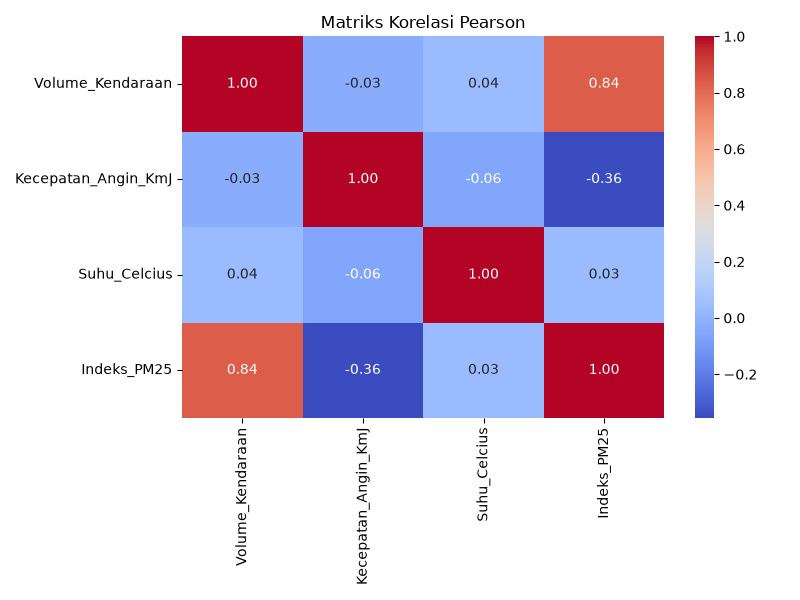 Matriks Korelasi Pearson
Volume_Kendaraan 1.00 -0.03 0.04 0.84
Kecepatan_Angin_KmJ -0.03 1.00 -0.06 -0.36
Suhu_Celcius 0.04 -0.06 1.00 0.03
Indeks_PM25 0.84 -0.36 0.03 1.00
Volume_Kendaraan
Kecepatan_Angin_KmJ
Suhu_Celcius
Indeks_PM25
1.0
0.8
0.6
0.4
0.2
0.0
−0.2